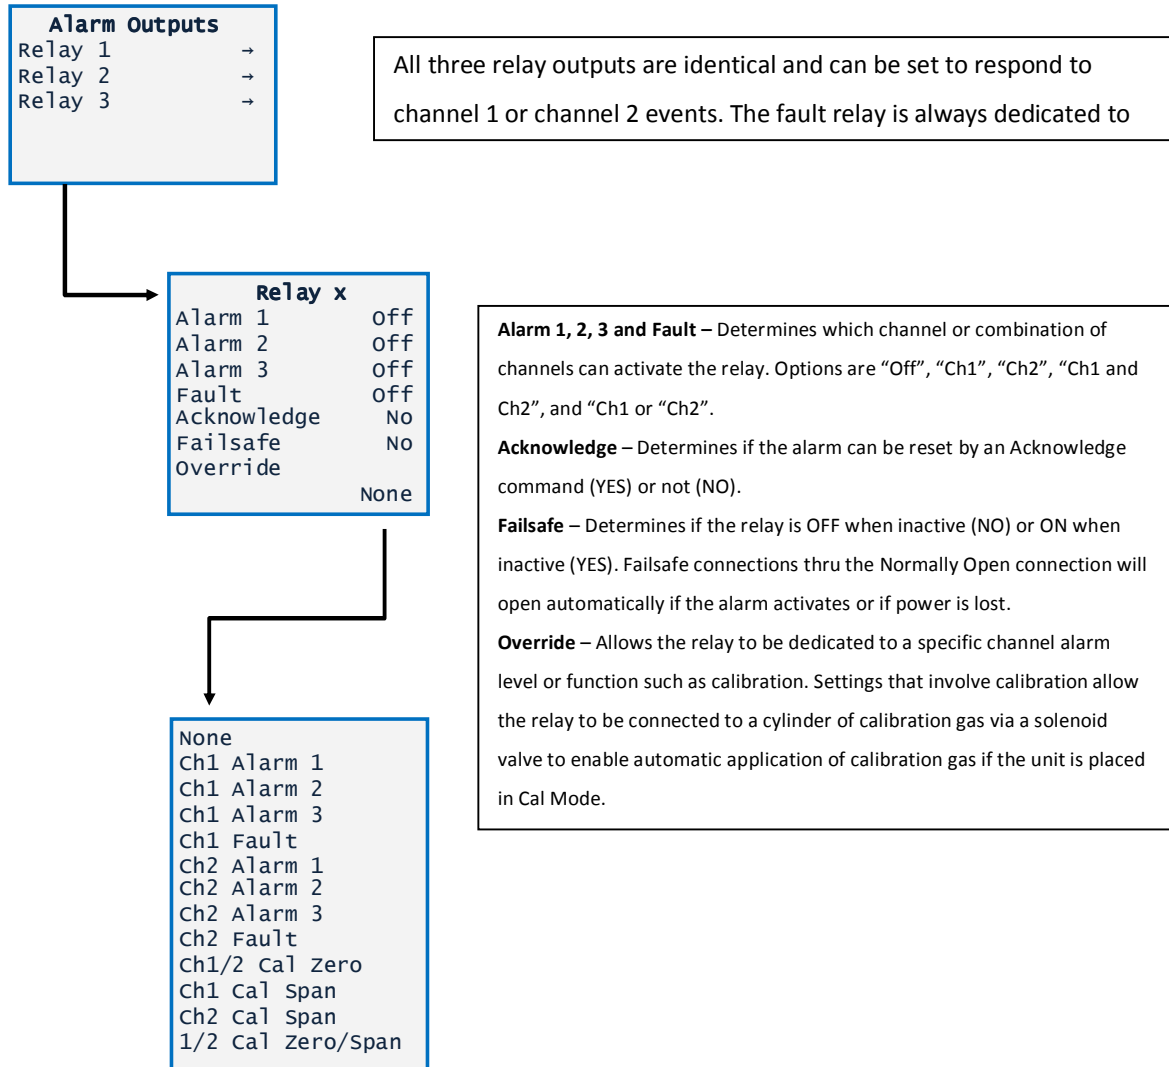 Alarm Outputs
Relay 1 →
Relay 2 →
Relay 3 →
All three relay outputs are identical and can be set to respond to
channel 1 or channel 2 events. The fault relay is always dedicated to
Relay x
Alarm 1 Off
Alarm 2 Off
Alarm 3 Off
Fault Off
Acknowledge No
Failsafe No
Override
None
Alarm 1, 2, 3 and Fault – Determines which channel or combination of
channels can activate the relay. Options are “Off”, “Ch1”, “Ch2”, “Ch1 and
Ch2”, and “Ch1 or “Ch2”.
Acknowledge – Determines if the alarm can be reset by an Acknowledge
command (YES) or not (NO).
Failsafe – Determines if the relay is OFF when inactive (NO) or ON when
inactive (YES). Failsafe connections thru the Normally Open connection will
open automatically if the alarm activates or if power is lost.
Override – Allows the relay to be dedicated to a specific channel alarm
level or function such as calibration. Settings that involve calibration allow
the relay to be connected to a cylinder of calibration gas via a solenoid
valve to enable automatic application of calibration gas if the unit is placed
in Cal Mode.
None
Ch1 Alarm 1
Ch1 Alarm 2
Ch1 Alarm 3
Ch1 Fault
Ch2 Alarm 1
Ch2 Alarm 2
Ch2 Alarm 3
Ch2 Fault
Ch1/2 Cal Zero
Ch1 Cal Span
Ch2 Cal Span
1/2 Cal Zero/Span